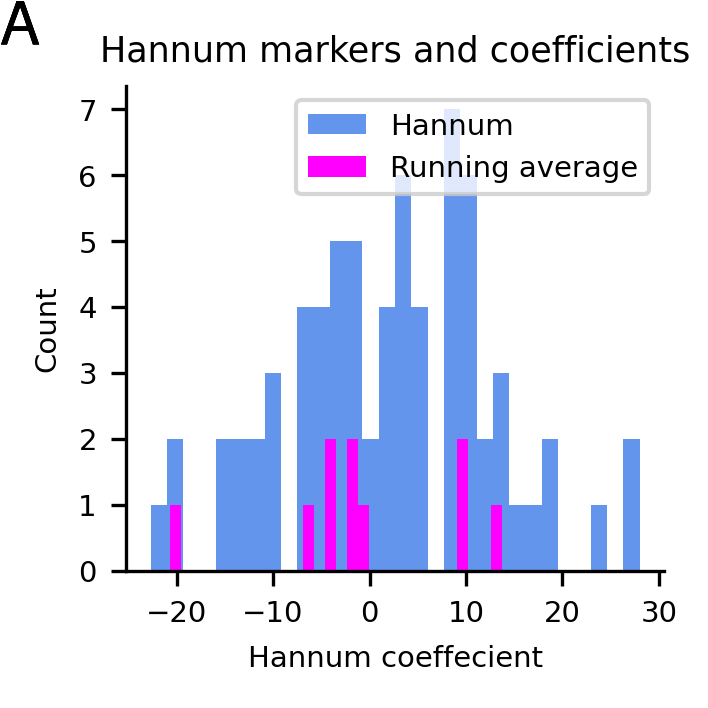 A
Hannum markers and coefficients
Hannum
Running average
7
6
5
4
3
2
1
0
Count
−20 −10 0 10 20 30
Hannum coeffecient